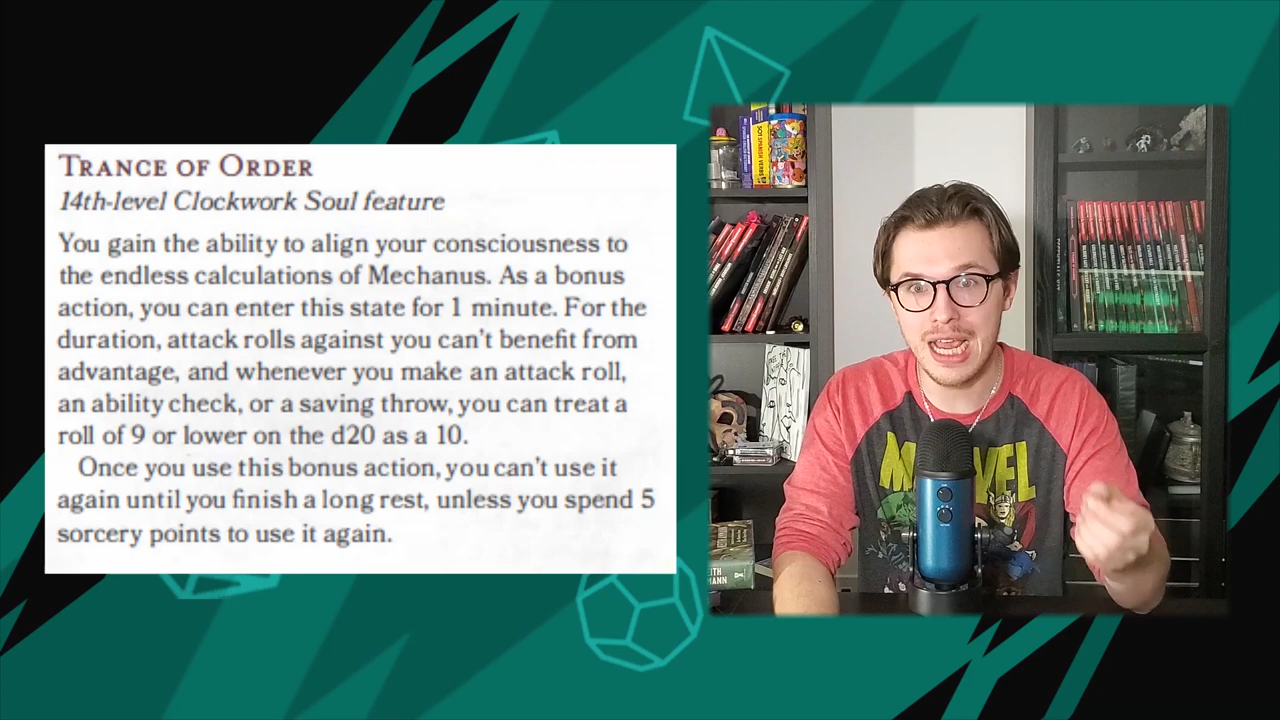 TRANCE OF ORDER
14th-level Clockwork Soul feature
You gain the ability to align your consciousness to
the endless calculations of Mechanus. As a bonus
action, you can enter this state for 1 minute. For the
duration, attack rolls against you can't benefit from
advantage, and whenever you make an attack roll,
an ability check, or a saving throw, you can treat a
roll of 9 or lower on the d20 as a 10.
Once you use this bonus action, you can't use it
again until you finish a long rest, unless you spend 5
sorcery points to use it again.
501 SPANISH VERBS
MARVEL